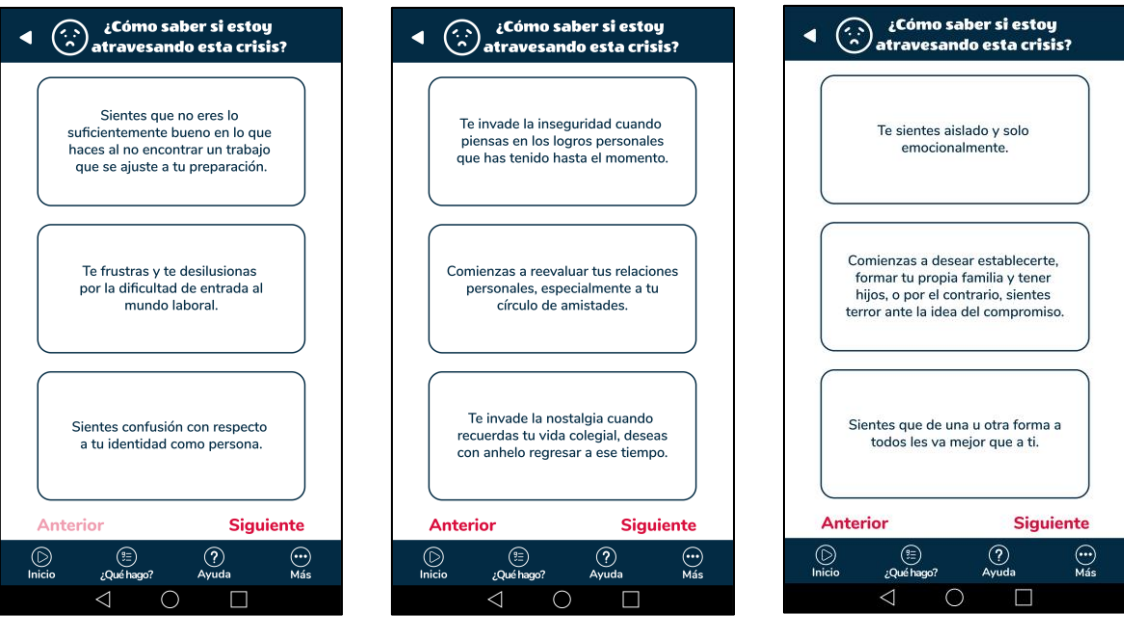 ¿Cómo saber si estoy
atravesando esta crisis?
Sientes que no eres lo
suficientemente bueno en lo que
haces al no encontrar un trabajo
que se ajuste a tu preparación.
Te frustras y te desilusionas
por la dificultad de entrada al
mundo laboral.
Sientes confusión con respecto
a tu identidad como persona.
Anterior
Siguiente
Inicio
¿Qué hago?
Ayuda
Más
¿Cómo saber si estoy
atravesando esta crisis?
Te invade la inseguridad cuando
piensas en los logros personales
que has tenido hasta el momento.
Comienzas a reevaluar tus relaciones
personales, especialmente a tu
círculo de amistades.
Te invade la nostalgia cuando
recuerdas tu vida colegial, deseas
con anhelo regresar a ese tiempo.
Anterior
Siguiente
Inicio
¿Qué hago?
Ayuda
Más
¿Cómo saber si estoy
atravesando esta crisis?
Te sientes aislado y solo
emocionalmente.
Comienzas a desear establecerte,
formar tu propia familia y tener
hijos, o por el contrario, sientes
terror ante la idea del compromiso.
Sientes que de una u otra forma a
todos les va mejor que a ti.
Anterior
Siguiente
Inicio
¿Qué hago?
Ayuda
Más